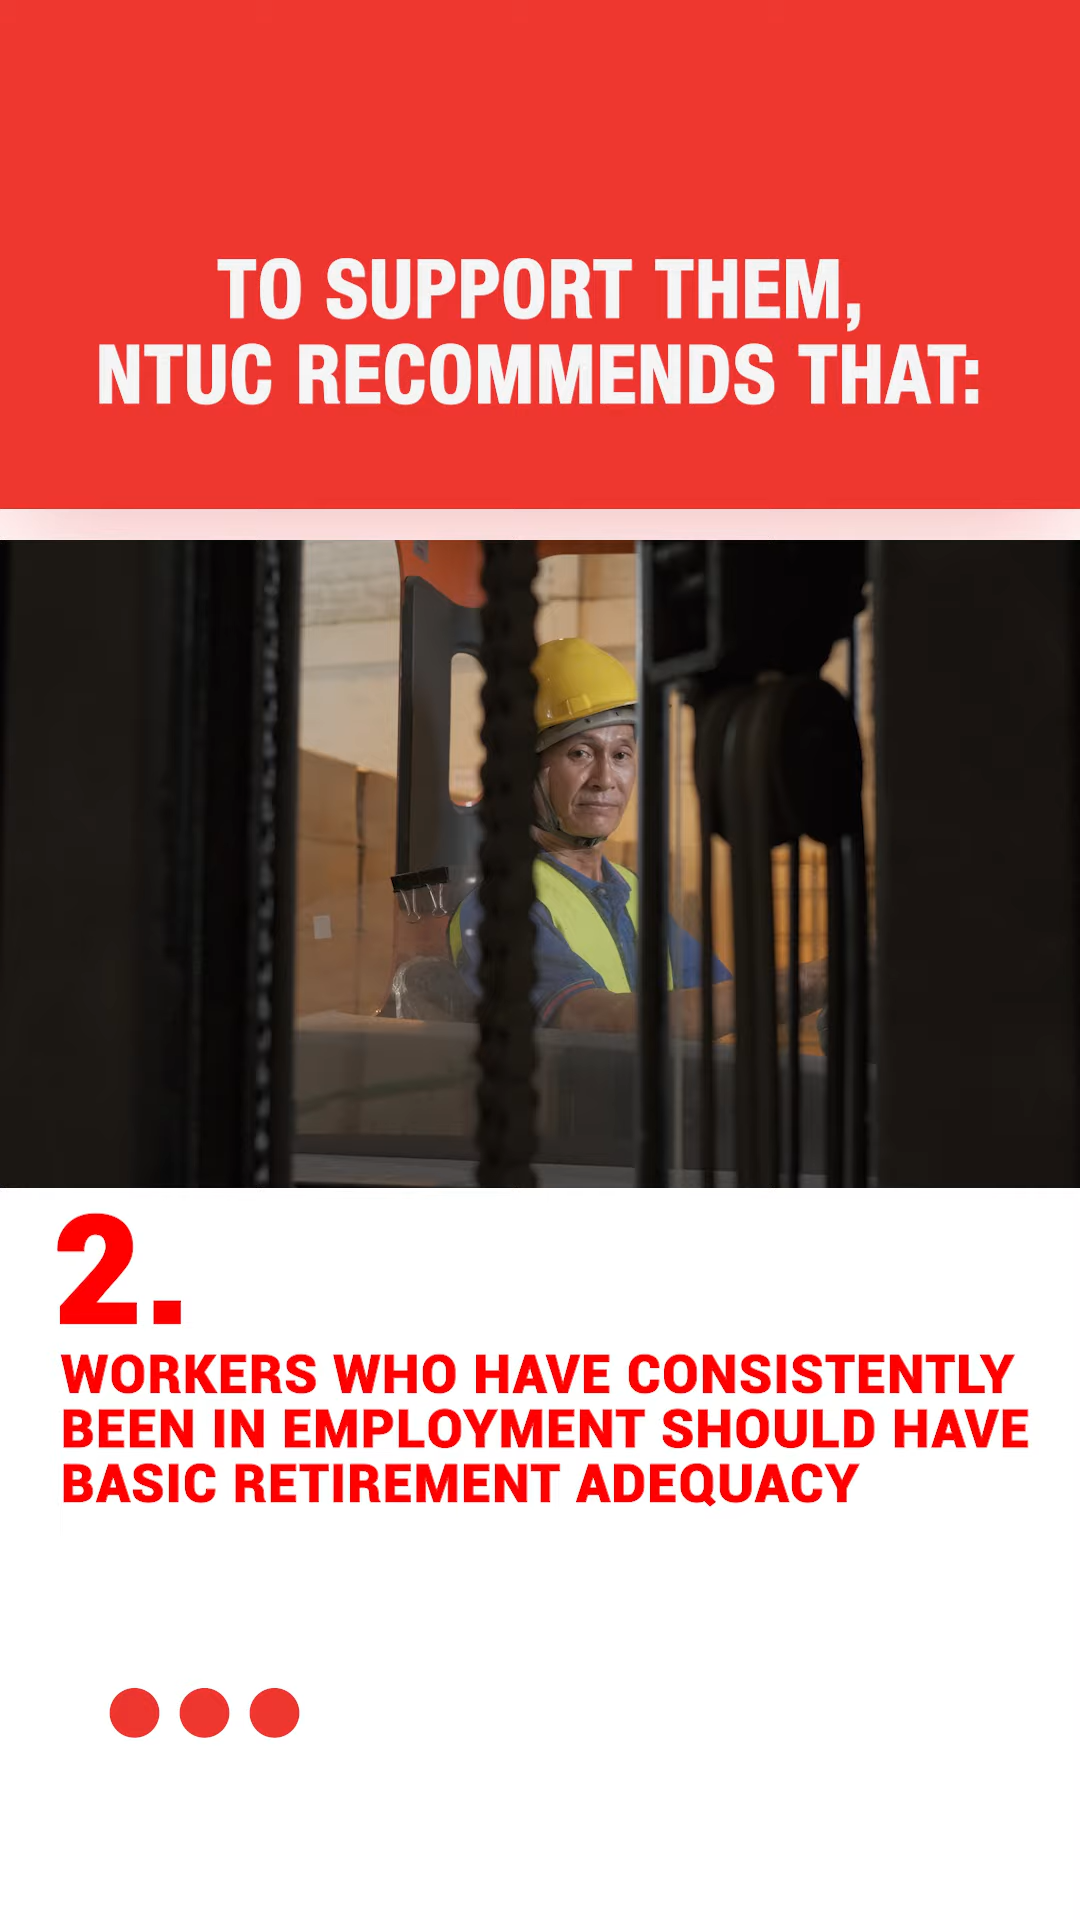 TO SUPPORT THEM,
NTUC RECOMMENDS THAT:
2.
WORKERS WHO HAVE CONSISTENTLY
BEEN IN EMPLOYMENT SHOULD HAVE
BASIC RETIREMENT ADEQUACY